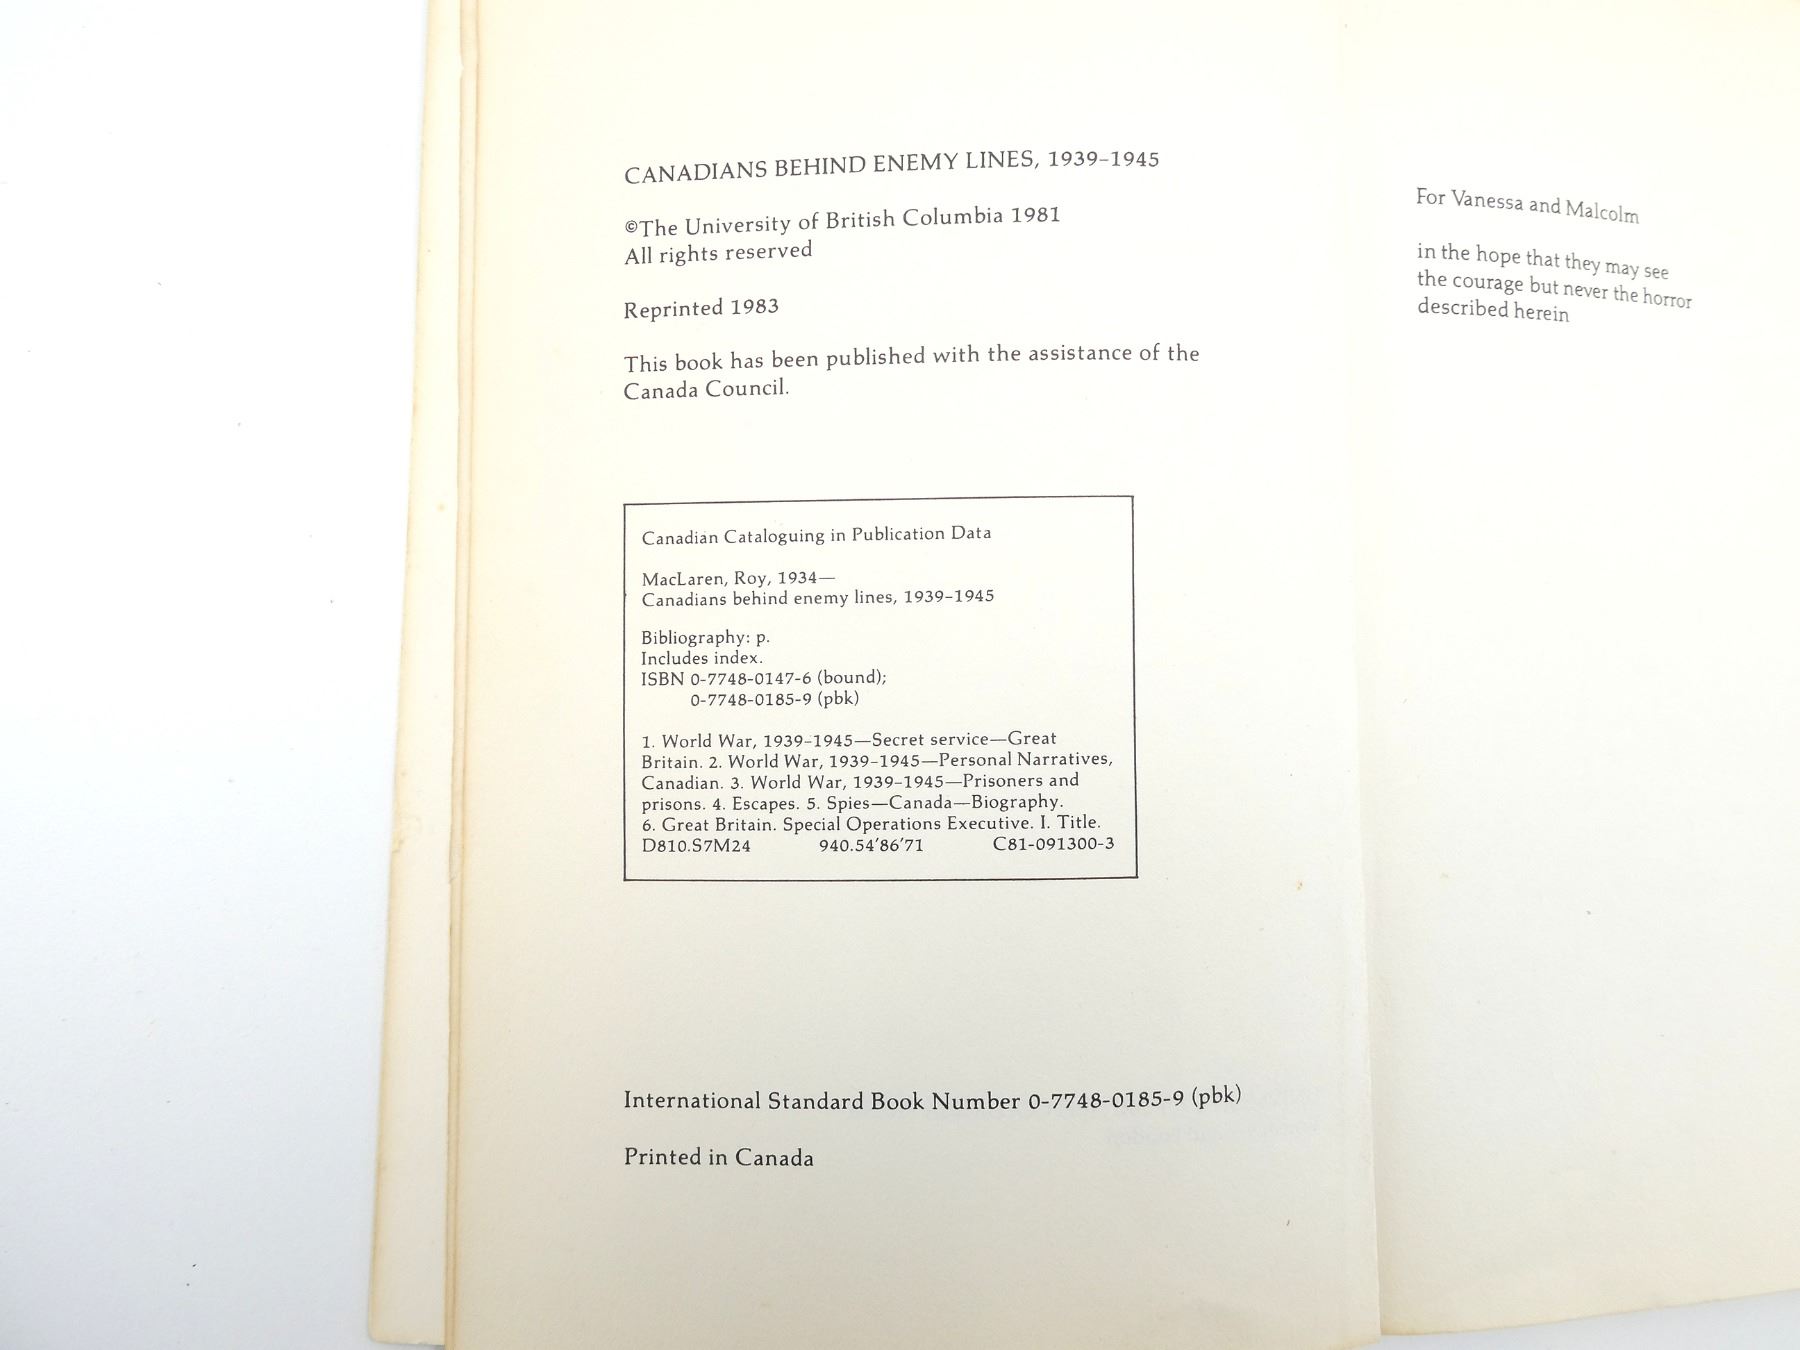 CANADIANS BEHIND ENEMY LINES, 1939–1945
©The University of British Columbia 1981
All rights reserved
Reprinted 1983
This book has been published with the assistance of the
Canada Council.
Canadian Cataloguing in Publication Data
MacLaren, Roy, 1934—
Canadians behind enemy lines, 1939–1945
Bibliography: p.
Includes index.
ISBN 0-7748-0147-6 (bound);
0-7748-0185-9 (pbk)
1. World War, 1939–1945—Secret service—Great
Britain. 2. World War, 1939–1945—Personal Narratives,
Canadian. 3. World War, 1939–1945—Prisoners and
prisons. 4. Escapes. 5. Spies—Canada—Biography.
6. Great Britain. Special Operations Executive. I. Title.
D810.S7M24 940.54′86′71 C81-091300-3
International Standard Book Number 0-7748-0185-9 (pbk)
Printed in Canada
For Vanessa and Malcolm
in the hope that they may see
the courage but never the horror
described herein